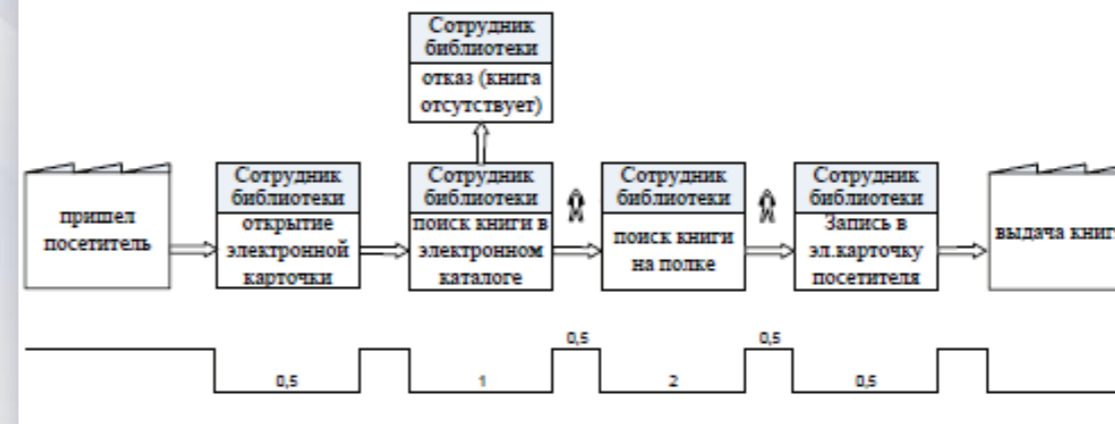 Сотрудник
библиотеки
отказ (книга
отсутствует)
пришел
посетитель
Сотрудник
библиотеки
открытие
электронной
карточки
Сотрудник
библиотеки
поиск книги в
электронном
каталоге
Сотрудник
библиотеки
поиск книги
на полке
Сотрудник
библиотеки
Запись в
эл.карточку
посетителя
выдача
0,5
0,5
0,5
1
2
0,5